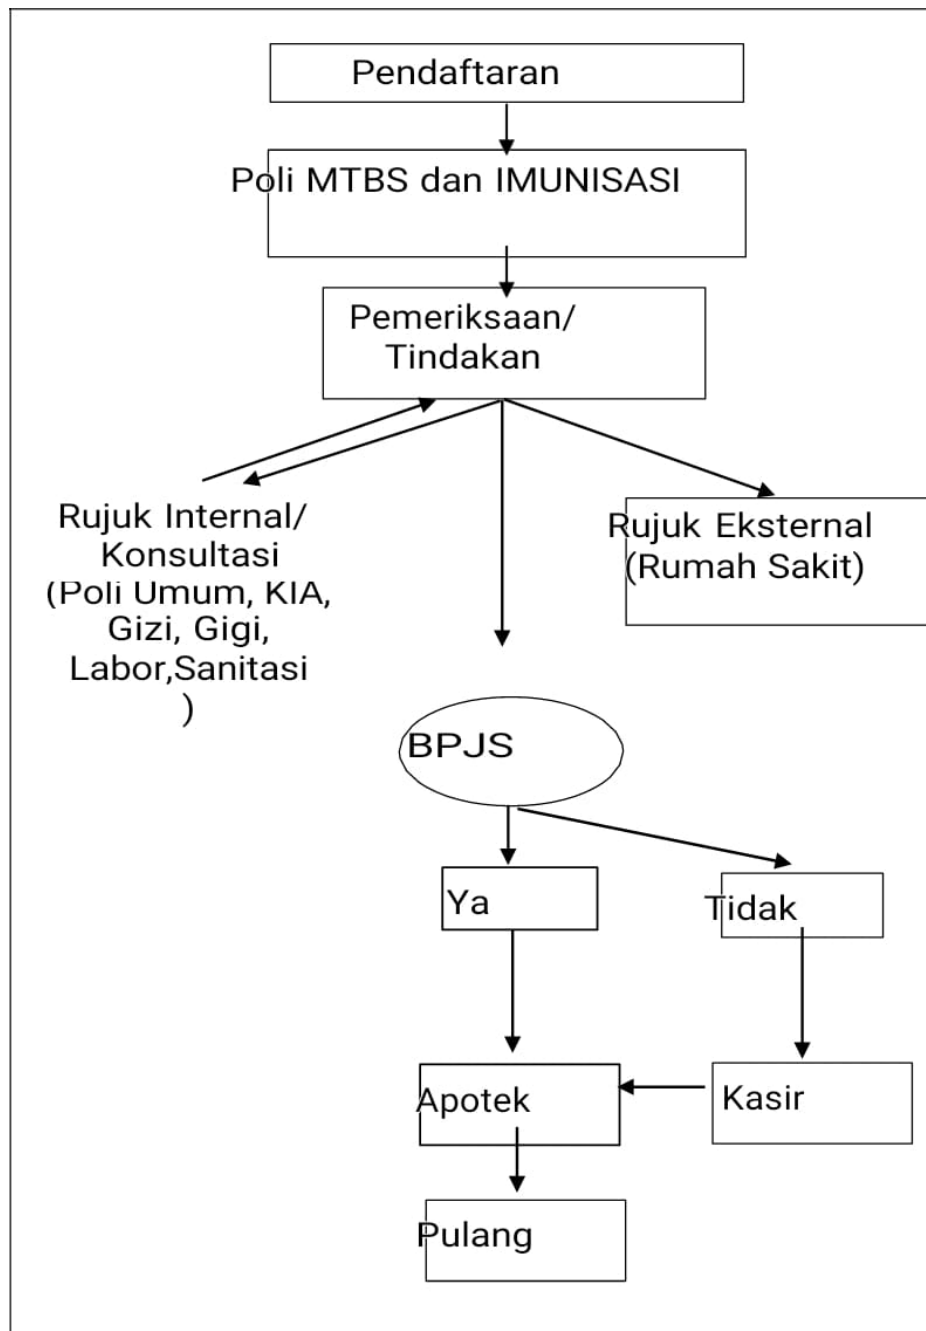 Pendaftaran
Poli MTBS dan IMUNISASI
Pemeriksaan/
Tindakan
Rujuk Internal/
Konsultasi
(Poli Umum, KIA,
Gizi, Gigi,
Labor,Sanitasi
)
Rujuk Eksternal
(Rumah Sakit)
BPJS
Ya
Tidak
Apotek
Kasir
Pulang